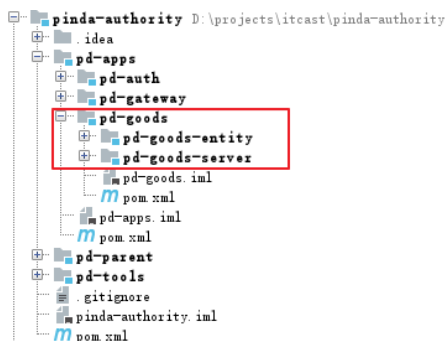 pinda-authority D:\projects\itcast\pinda-authority
.idea
pd-apps
pd-auth
pd-gateway
pd-goods
pd-goods-entity
pd-goods-server
pd-goods.iml
pom.xml
pd-apps.iml
pom.xml
pd-parent
pd-tools
.gitignore
pinda-authority.iml
pom.xml